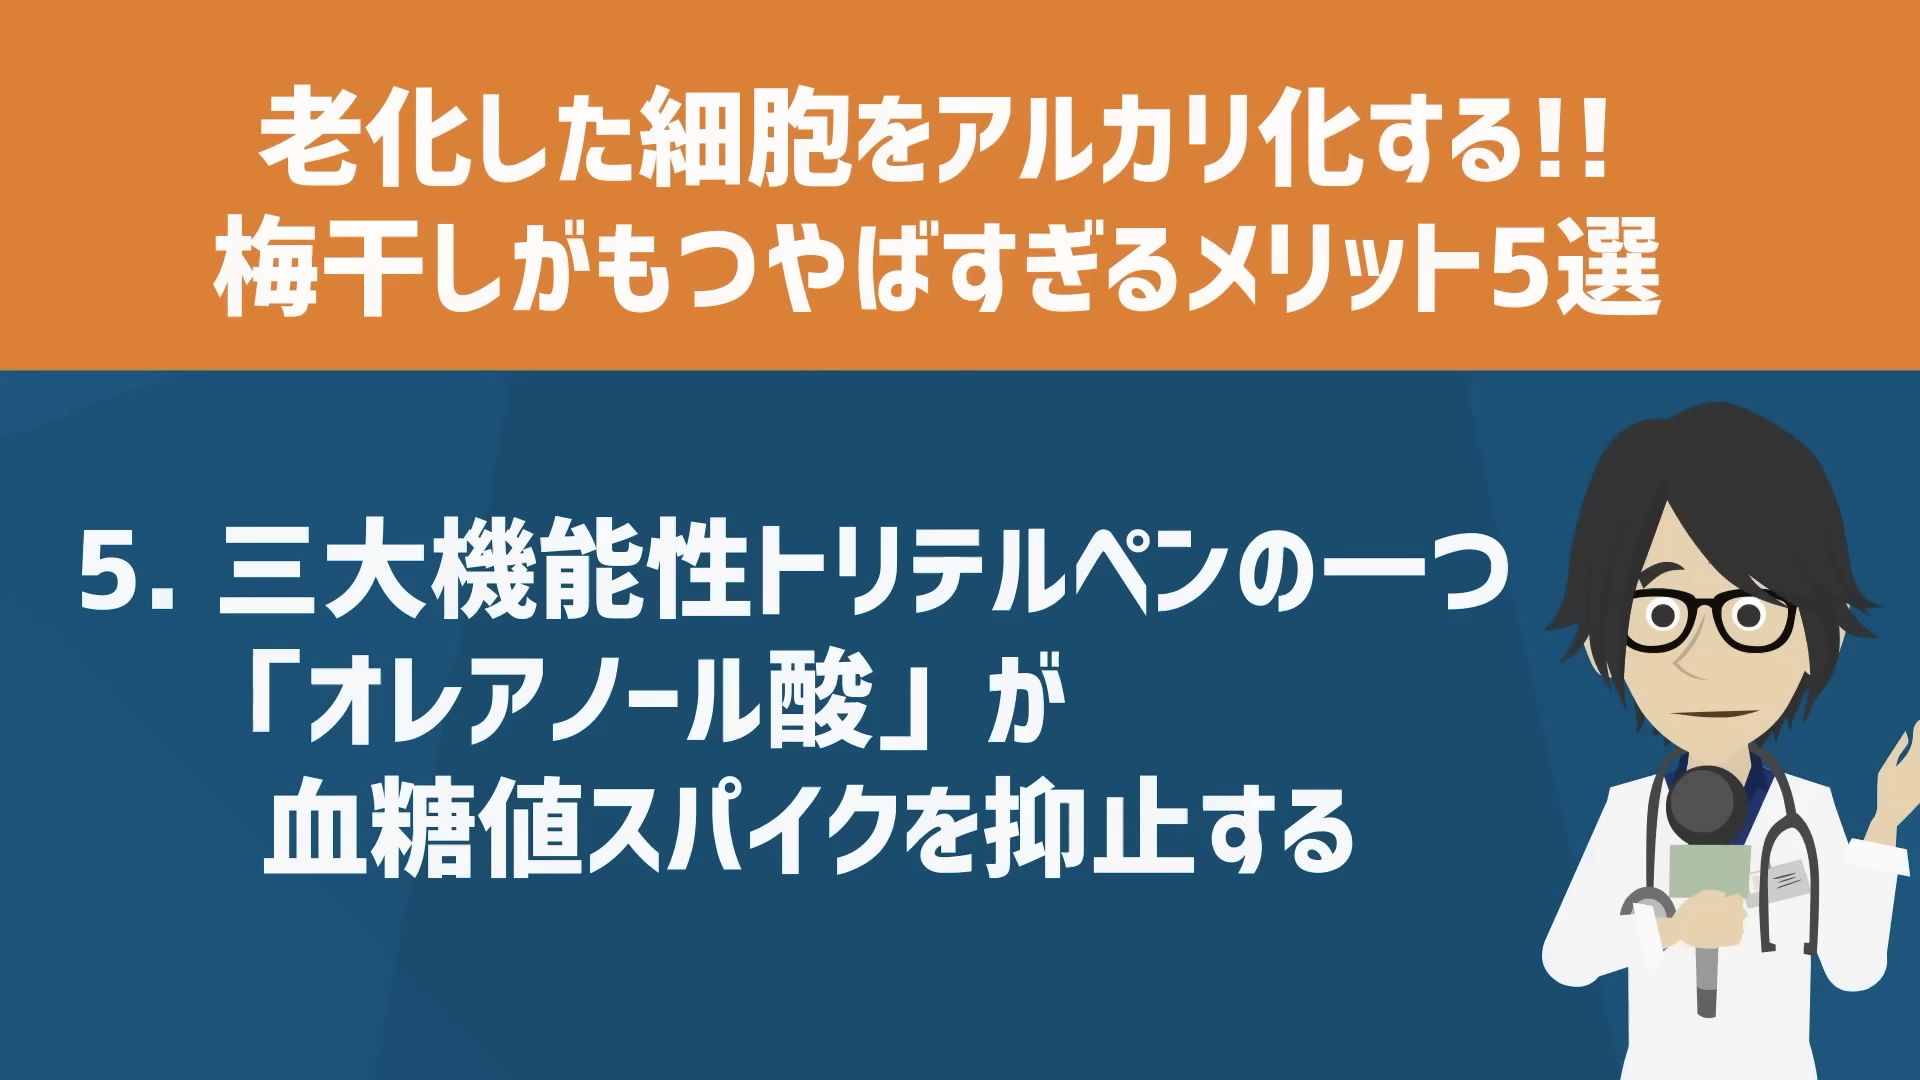 老化した細胞をアルカリ化する!!
梅干しがもつやばすぎるメリット5選
5. 三大機能性トリテルペンの一つ
「オレアノール酸」が
血糖値スパイクを抑止する